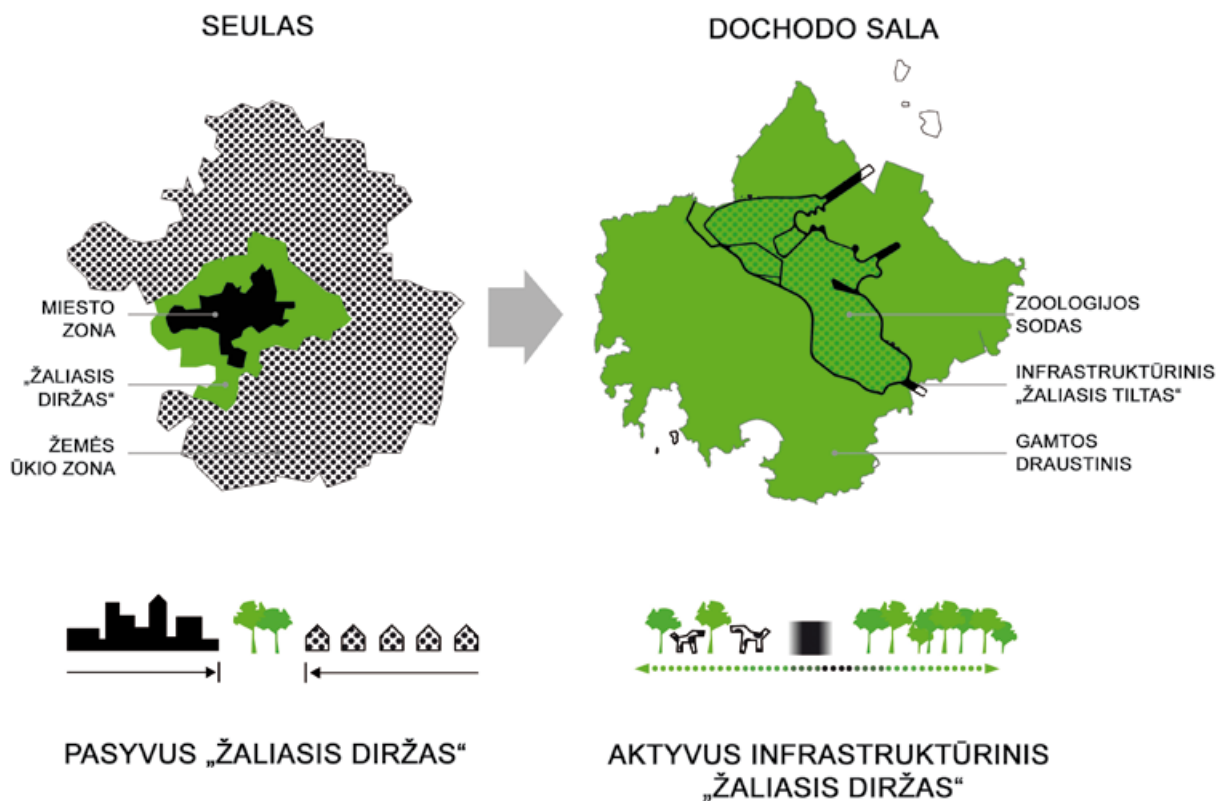 SEULAS
DOCHODO SALA
MIESTO
ZONA
„ŽALIASIS
DIRŽAS“
ŽEMĖS
ŪKIO ZONA
ZOOLOGIJOS
SODAS
INFRASTRUKTŪRINIS
„ŽALIASIS TILTAS“
GAMTOS
DRAUSTINIS
PASYVUS „ŽALIASIS DIRŽAS“
AKTYVUS INFRASTRUKTŪRINIS
„ŽALIASIS DIRŽAS“